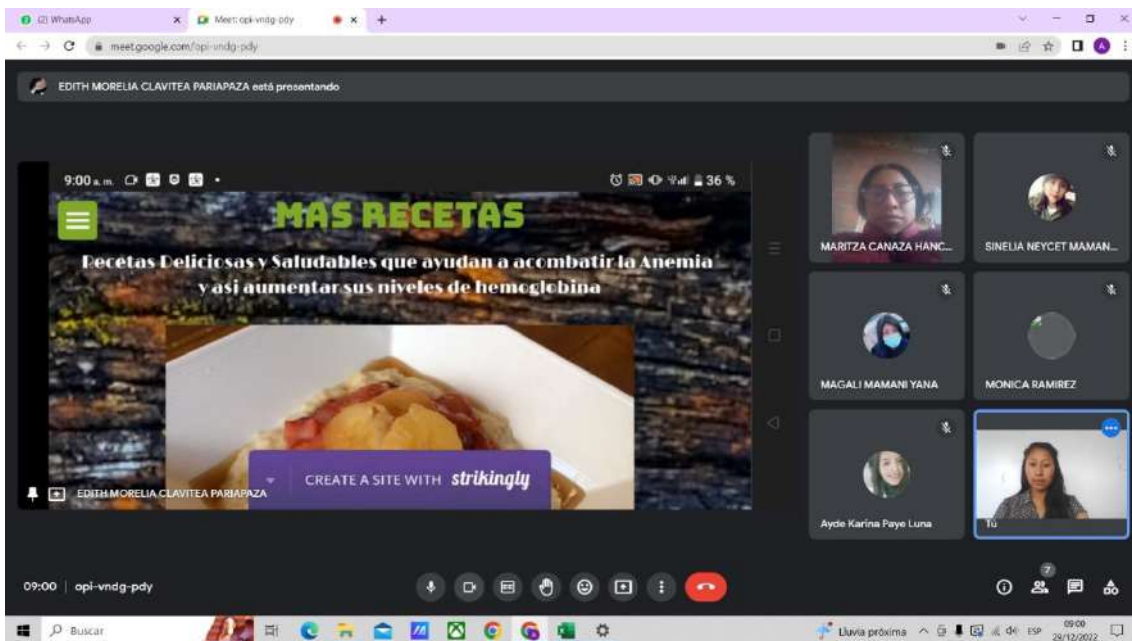 (2) WhatsApp
Meet: opi-vndg-pdy
meet.google.com/opi-vndg-pdy
A
EDITH MORELIA CLAVITEA PARIAPAZA está presentando
9:00 a. m.
36 %
MAS RECETAS
Recetas Deliciosas y Saludables que ayudan a acombatir la Anemia
y asi aumentar sus niveles de hemoglobina
CREATE A SITE WITH strikingly
EDITH MORELIA CLAVITEA PARIAPAZA
MARITZA CANAZA HANC...
SINELIA NEYCET MAMAN...
MAGALI MAMANI YANA
MONICA RAMIREZ
Ayde Karina Paye Luna
Tú
09:00 | opi-vndg-pdy
7
Buscar
Lluvia próxima
ESP
09:00
29/12/2022